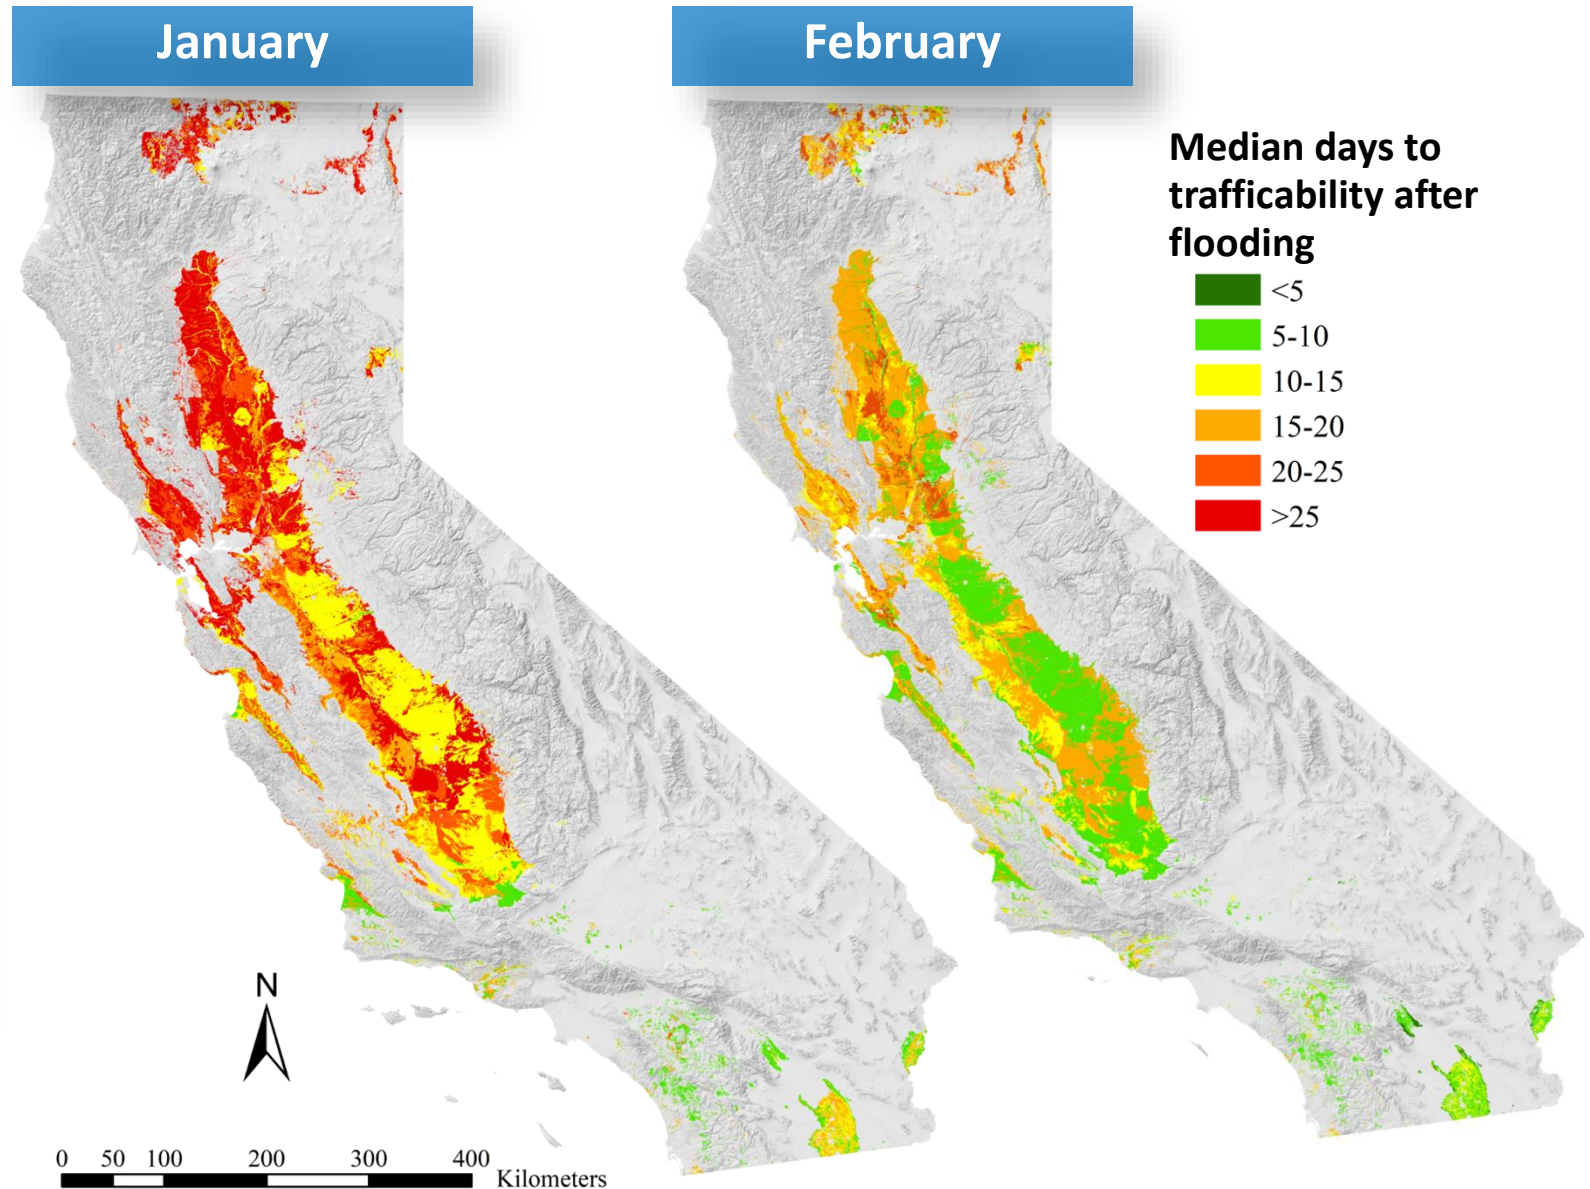 January
February
Median days to
trafficability after
flooding
<5
5-10
10-15
15-20
20-25
>25
N
0 50 100 200 300 400
Kilometers